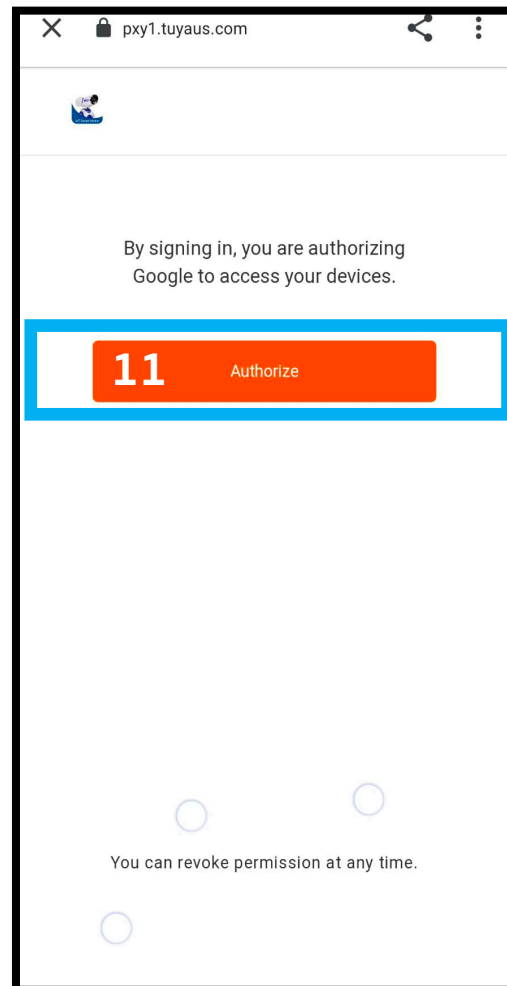 pxy1.tuyaus.com
By signing in, you are authorizing
Google to access your devices.
11 Authorize
You can revoke permission at any time.